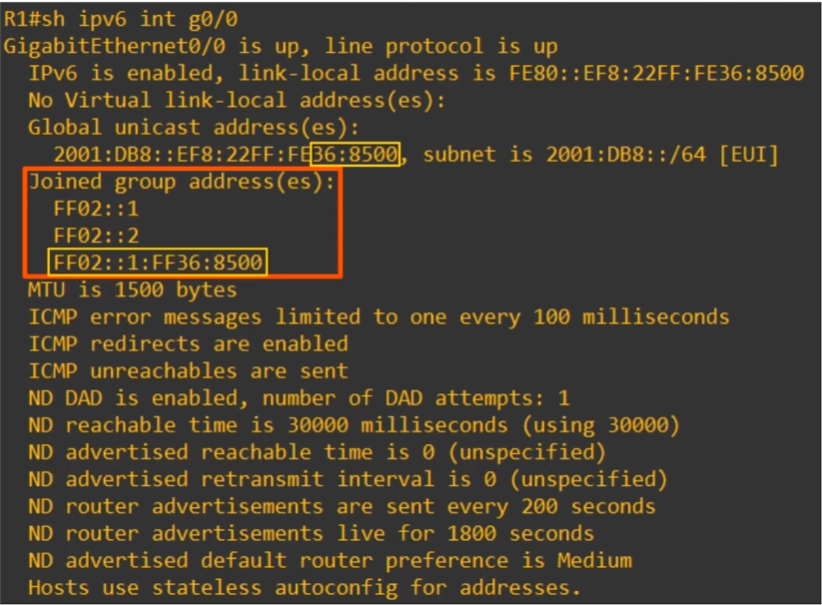 R1#sh ipv6 int g0/0
GigabitEthernet0/0 is up, line protocol is up
IPv6 is enabled, link-local address is FE80::EF8:22FF:FE36:8500
No Virtual link-local address(es):
Global unicast address(es):
2001:DB8::EF8:22FF:FE36:8500, subnet is 2001:DB8::/64 [EUI]
Joined group address(es):
FF02::1
FF02::2
FF02::1:FF36:8500
MTU is 1500 bytes
ICMP error messages limited to one every 100 milliseconds
ICMP redirects are enabled
ICMP unreachables are sent
ND DAD is enabled, number of DAD attempts: 1
ND reachable time is 30000 milliseconds (using 30000)
ND advertised reachable time is 0 (unspecified)
ND advertised retransmit interval is 0 (unspecified)
ND router advertisements are sent every 200 seconds
ND router advertisements live for 1800 seconds
ND advertised default router preference is Medium
Hosts use stateless autoconfig for addresses.